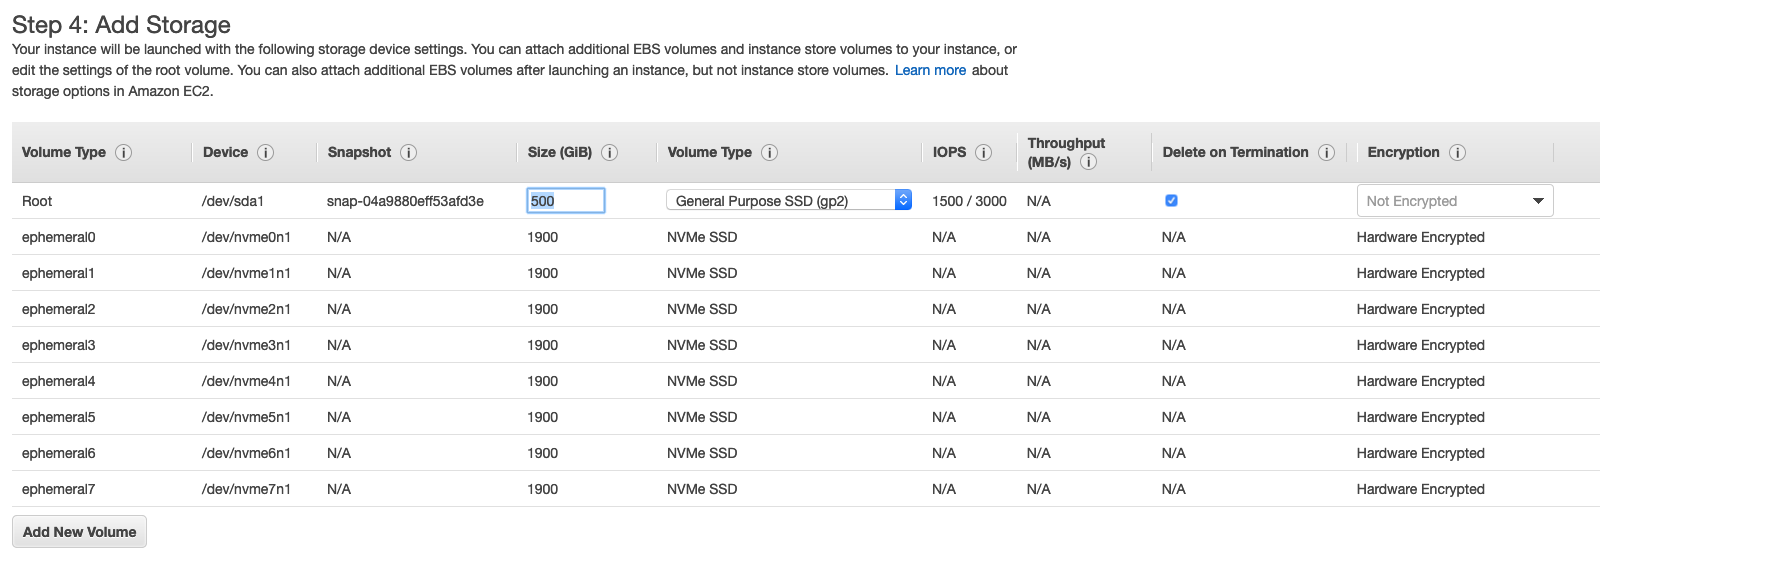 Step 4: Add Storage
Your instance will be launched with the following storage device settings. You can attach additional EBS volumes and instance store volumes to your instance, or
edit the settings of the root volume. You can also attach additional EBS volumes after launching an instance, but not instance store volumes. Learn more about
storage options in Amazon EC2.
Volume Type i Device i Snapshot i Size (GiB) i Volume Type i IOPS i Throughput (MB/s) i Delete on Termination i Encryption i
Root /dev/sda1 snap-04a9880eff53afd3e 500 General Purpose SSD (gp2) 1500 / 3000 N/A Not Encrypted
ephemeral0 /dev/nvme0n1 N/A 1900 NVMe SSD N/A N/A N/A Hardware Encrypted
ephemeral1 /dev/nvme1n1 N/A 1900 NVMe SSD N/A N/A N/A Hardware Encrypted
ephemeral2 /dev/nvme2n1 N/A 1900 NVMe SSD N/A N/A N/A Hardware Encrypted
ephemeral3 /dev/nvme3n1 N/A 1900 NVMe SSD N/A N/A N/A Hardware Encrypted
ephemeral4 /dev/nvme4n1 N/A 1900 NVMe SSD N/A N/A N/A Hardware Encrypted
ephemeral5 /dev/nvme5n1 N/A 1900 NVMe SSD N/A N/A N/A Hardware Encrypted
ephemeral6 /dev/nvme6n1 N/A 1900 NVMe SSD N/A N/A N/A Hardware Encrypted
ephemeral7 /dev/nvme7n1 N/A 1900 NVMe SSD N/A N/A N/A Hardware Encrypted
Add New Volume